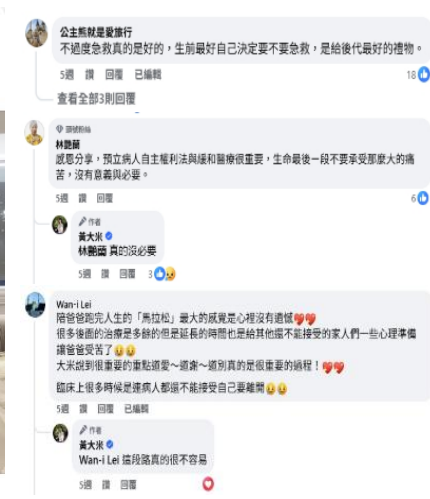 公主熊就是愛旅行
不過度急救真的是好的，生前最好自己決定要不要急救，是給後代最好的禮物。
5週 讚 回覆 已編輯 18
查看全部3則回覆
頭號粉絲
林艷蘭
感恩分享，預立病人自主權利法與緩和醫療很重要，生命最後一段不要承受那麼大的痛
苦，沒有意義與必要。
5週 讚 回覆 6
作者
黃大米
真的沒必要
5週 讚 回覆 3
Wan-i Lei
陪爸爸跑完人生的「馬拉松」最大的感覺是心裡沒有遺憾💖💖
很多後面的治療是多餘的但是延長的時間也是給其他還不能接受的家人們一些心理準備
讓爸爸受苦了😖😖
大米說到很重要的重點道愛～道謝～道別真的是很重要的過程！💖💖
臨床上很多時候是連病人都還不能接受自己要離開😖😖
5週 讚 回覆 已編輯
作者
黃大米
Wan-i Lei 這段路真的很不容易
5週 讚 回覆